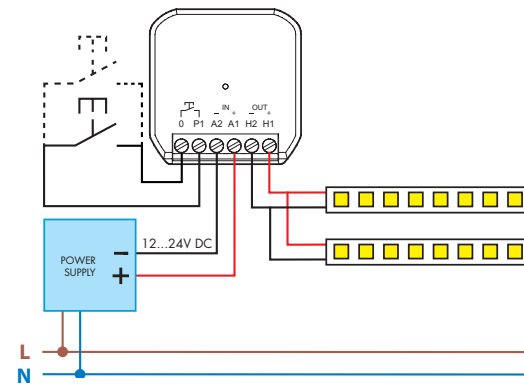 IN OUT
− + − +
0 P1 A2 A1 H2 H1
12...24V DC
POWER
SUPPLY
−
+
L
N